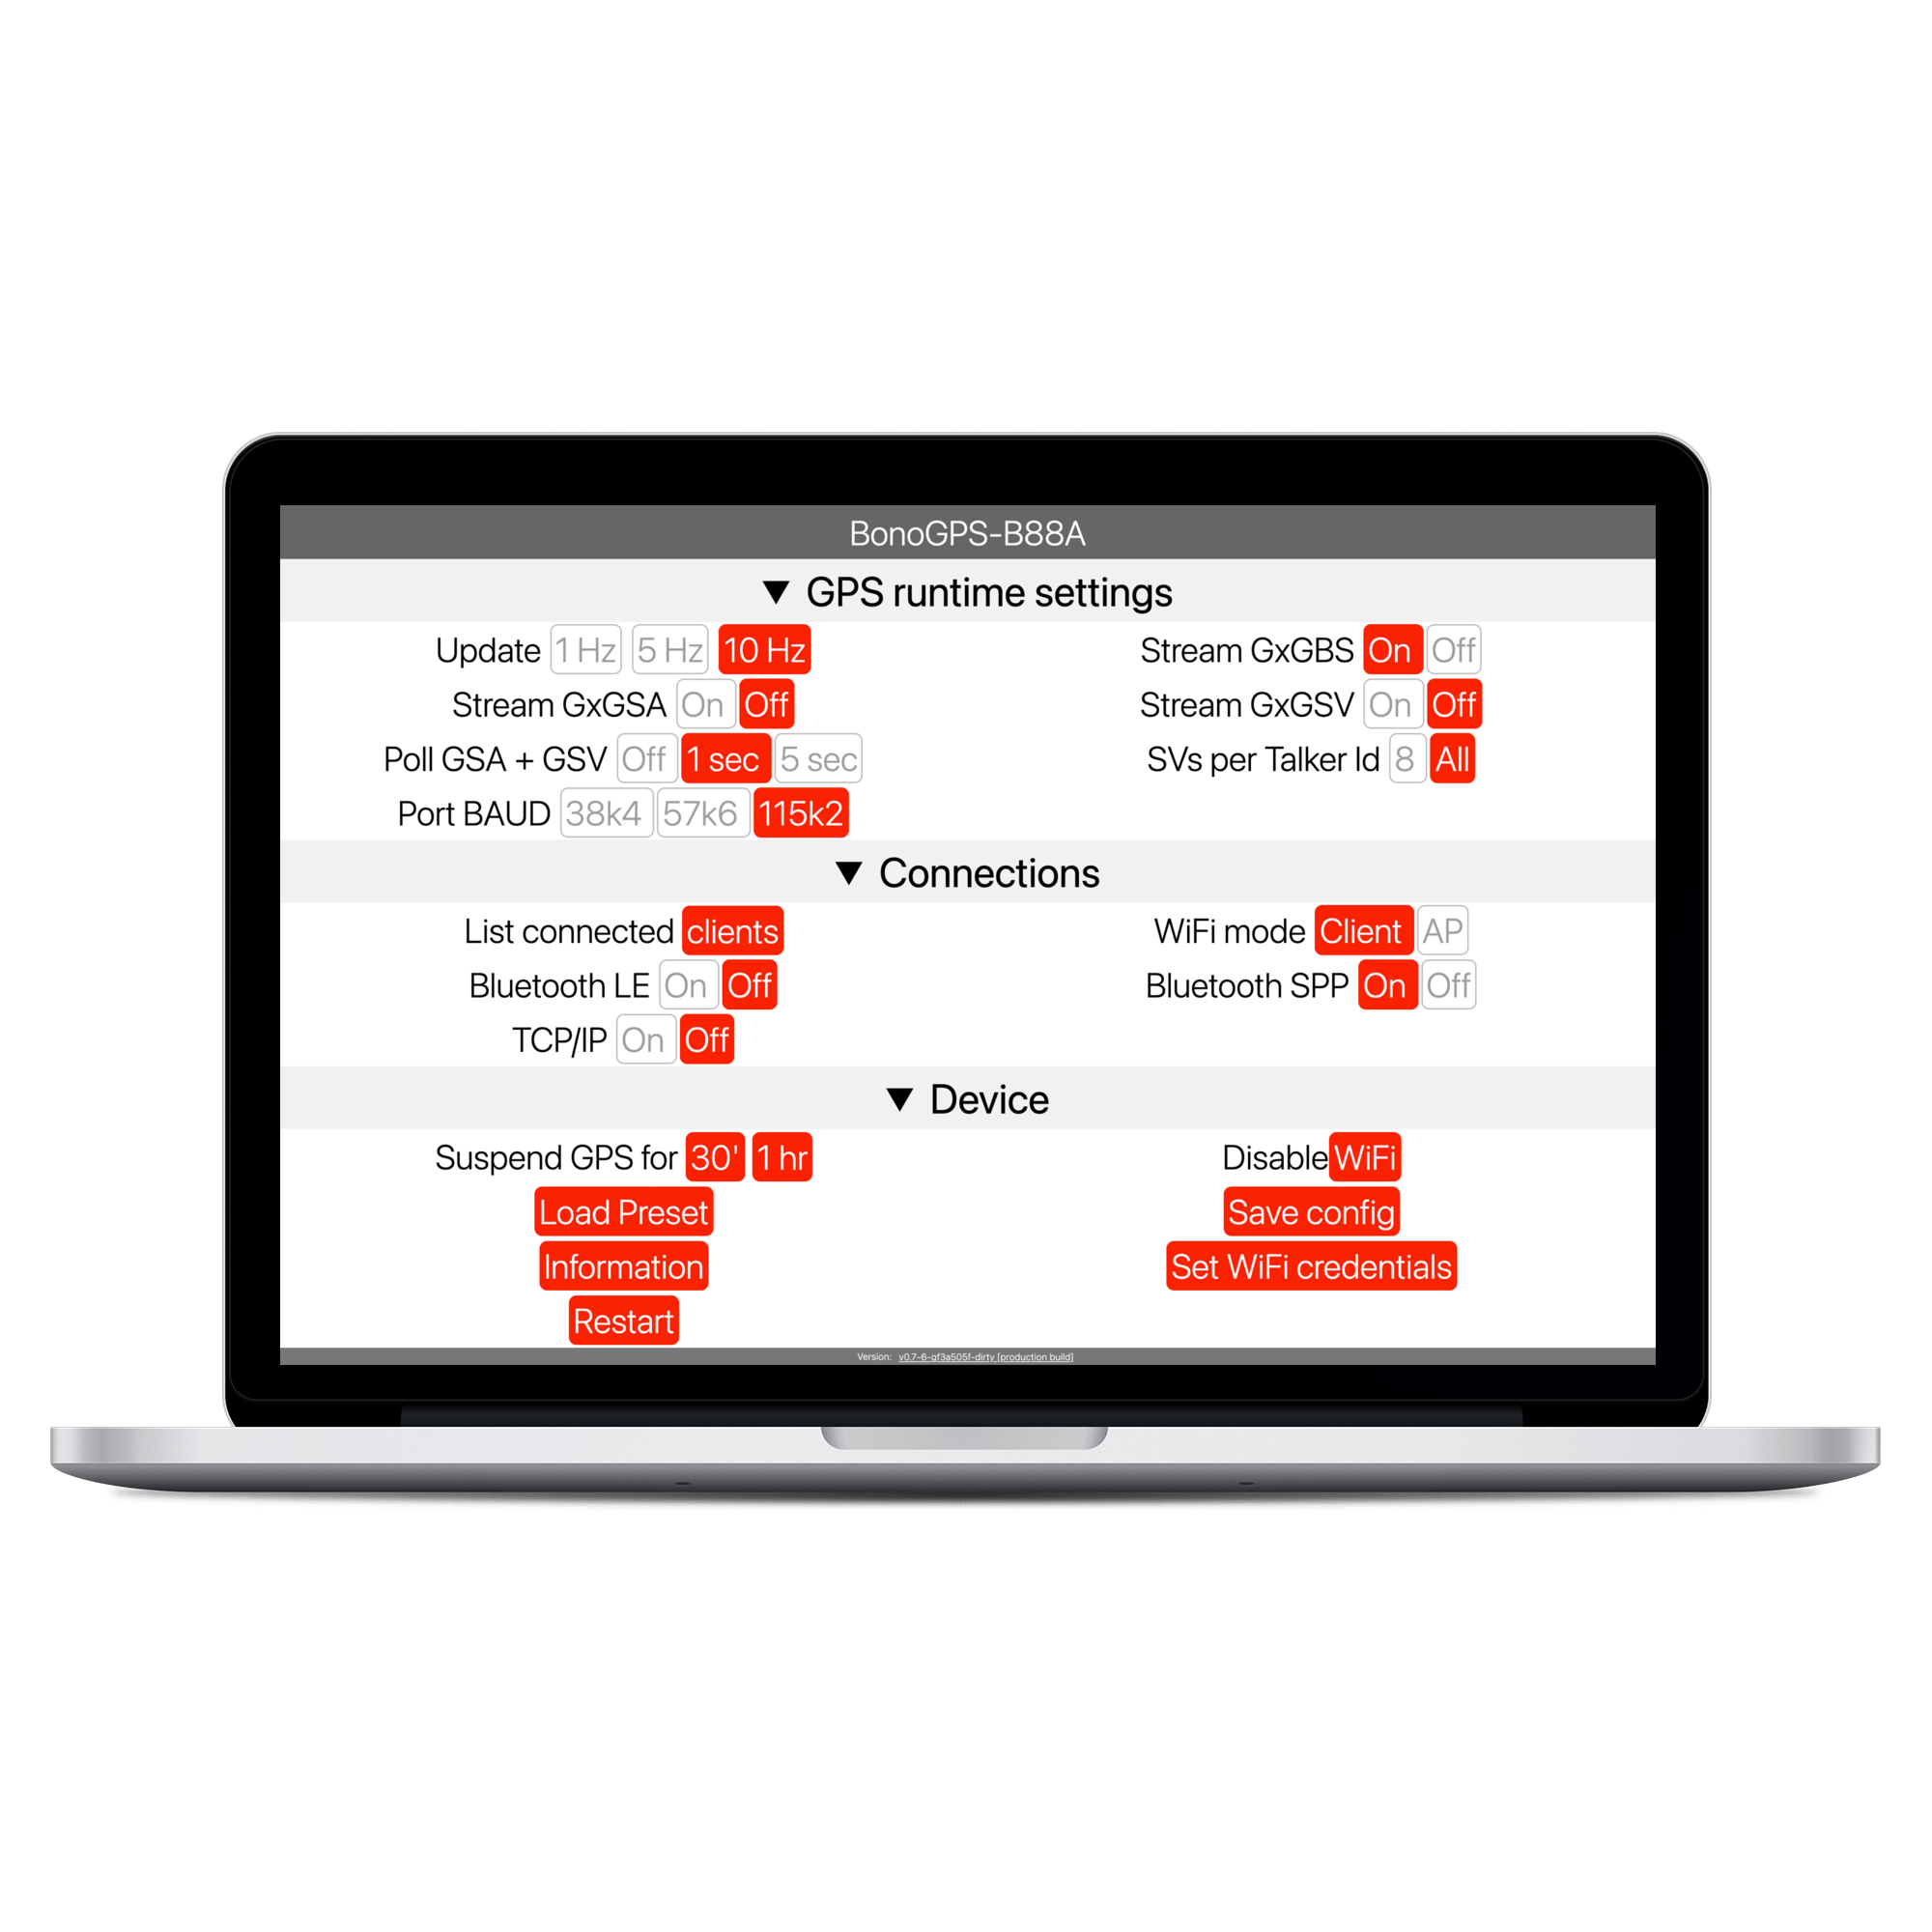 BonoGPS-B88A
▼ GPS runtime settings
Update 1 Hz 5 Hz 10 Hz
Stream GxGBS On Off
Stream GxGSA On Off
Stream GxGSV On Off
Poll GSA + GSV Off 1 sec 5 sec
SVs per Talker Id 8 All
Port BAUD 38k4 57k6 115k2
▼ Connections
List connected clients
WiFi mode Client AP
Bluetooth LE On Off
Bluetooth SPP On Off
TCP/IP On Off
▼ Device
Suspend GPS for 30' 1 hr
Disable WiFi
Load Preset
Save config
Information
Set WiFi credentials
Restart
Version: v0.7-6-gf3a505f-dirty [production build]